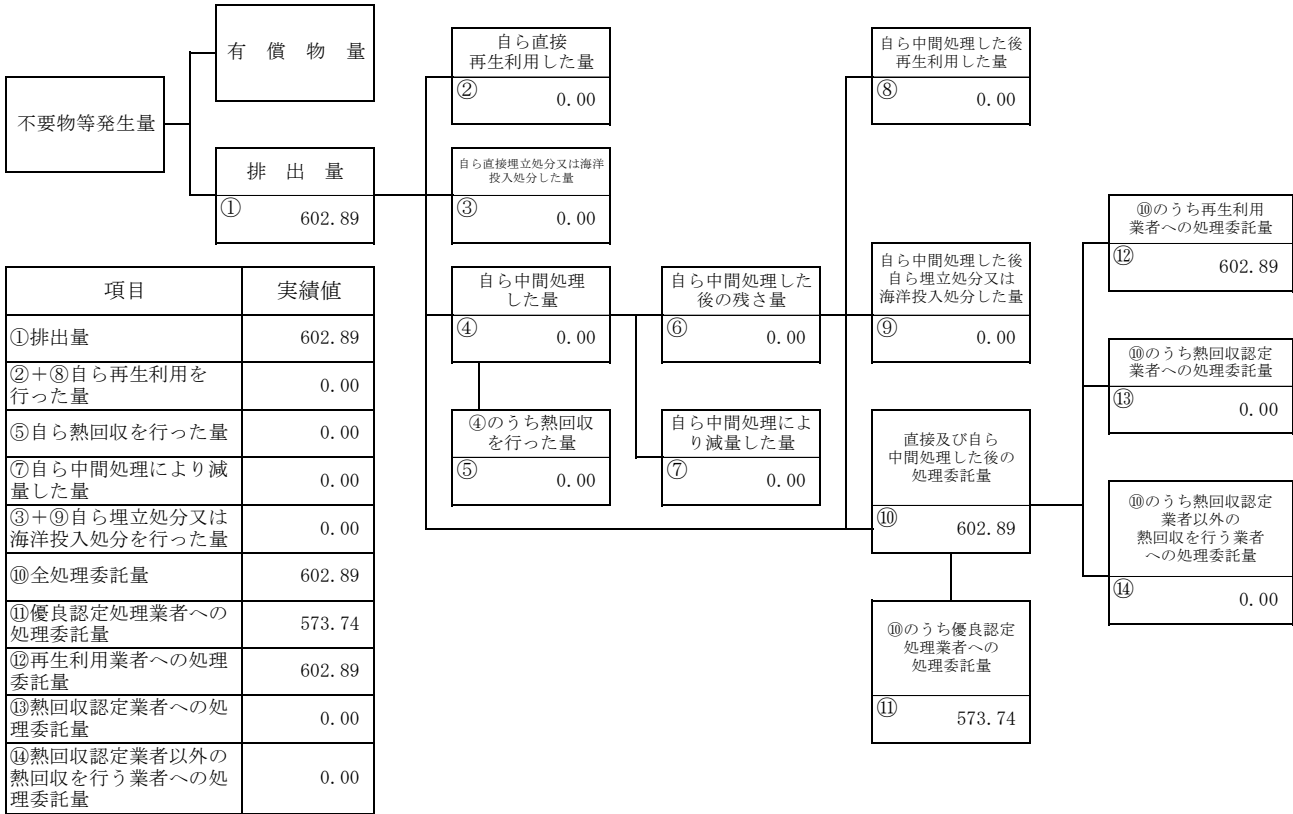 有償物量
不要物等発生量
排出量
① 602.89
自ら直接
再生利用した量
② 0.00
自ら直接埋立処分又は海洋
投入処分した量
③ 0.00
自ら中間処理した後
再生利用した量
⑧ 0.00
項目 実績値
①排出量 602.89
②+⑧自ら再生利用を
行った量 0.00
⑤自ら熱回収を行った量 0.00
⑦自ら中間処理により減
量した量 0.00
③+⑨自ら埋立処分又は
海洋投入処分を行った量 0.00
⑩全処理委託量 602.89
⑪優良認定処理業者への
処理委託量 573.74
⑫再生利用業者への処理
委託量 602.89
⑬熱回収認定業者への処
理委託量 0.00
⑭熱回収認定業者以外の
熱回収を行う業者への処
理委託量 0.00
自ら中間処理
した量
④ 0.00
④のうち熱回収
を行った量
⑤ 0.00
自ら中間処理した
後の残さ量
⑥ 0.00
自ら中間処理によ
り減量した量
⑦ 0.00
自ら中間処理した後
自ら埋立処分又は
海洋投入処分した量
⑨ 0.00
直接及び自ら
中間処理した後の
処理委託量
⑩ 602.89
⑩のうち優良認定
処理業者への
処理委託量
⑪ 573.74
⑩のうち再生利用
業者への処理委託量
⑫ 602.89
⑩のうち熱回収認定
業者への処理委託量
⑬ 0.00
⑩のうち熱回収認定
業者以外の
熱回収を行う業者
への処理委託量
⑭ 0.00